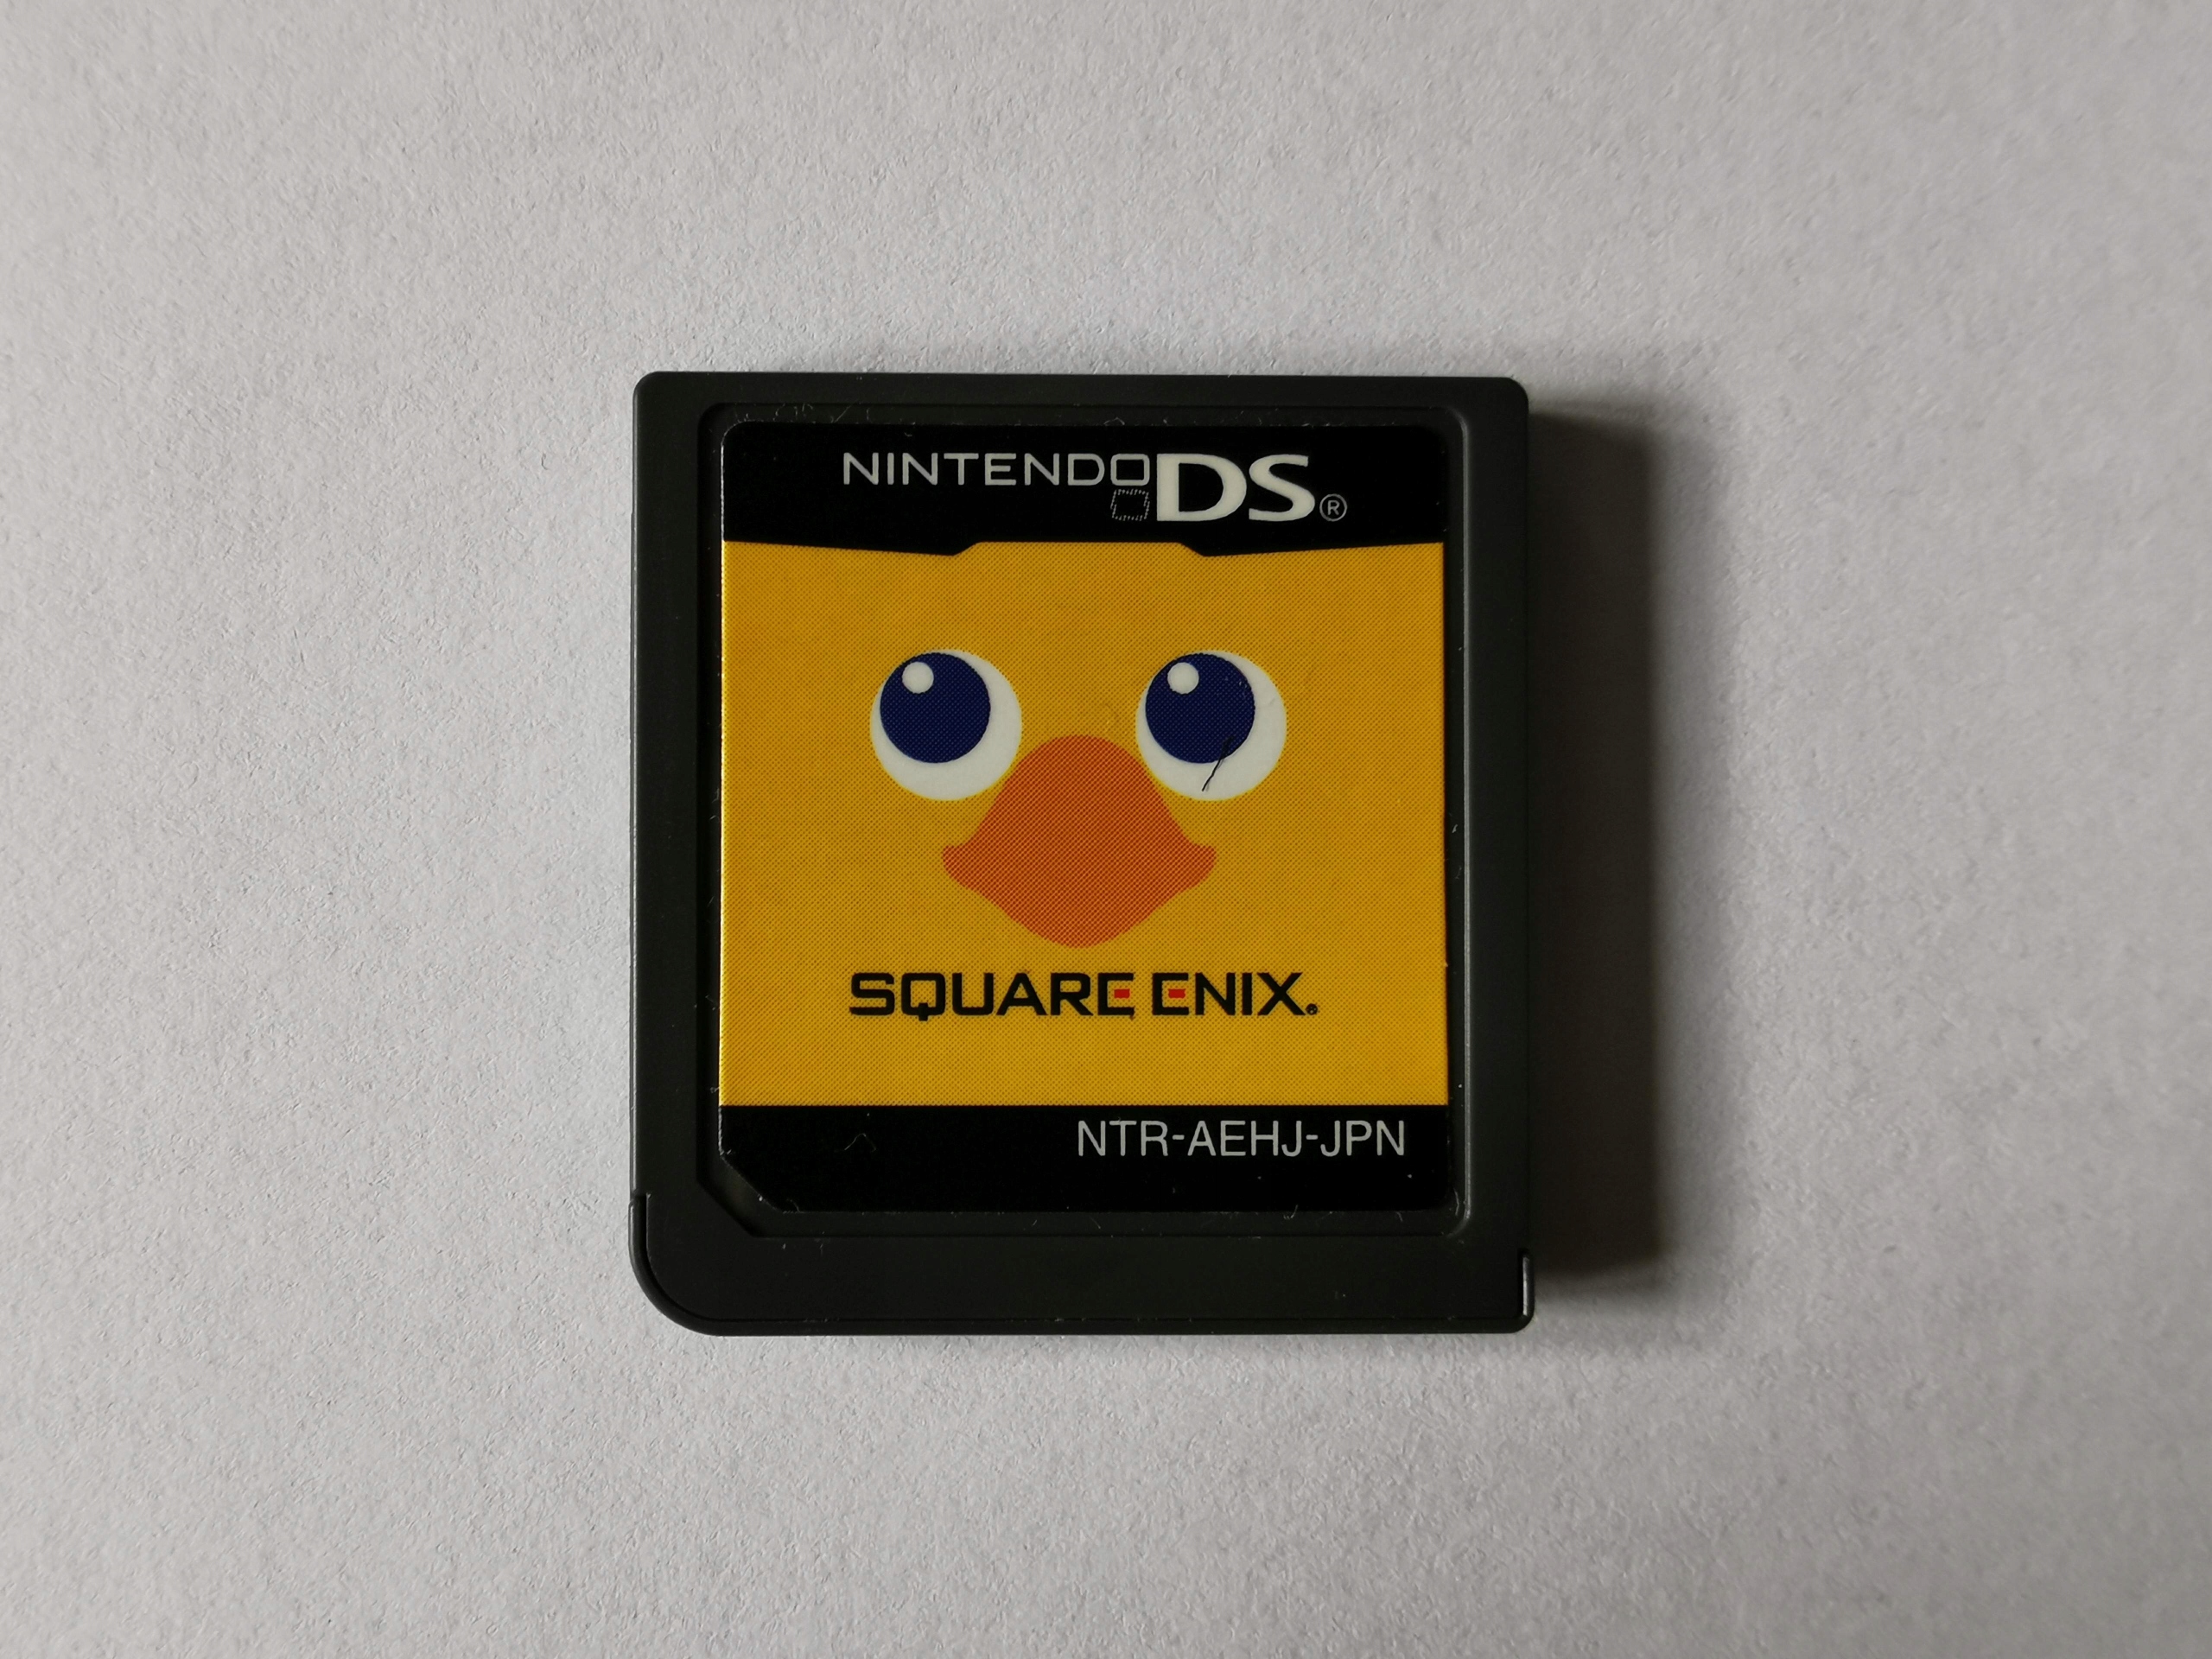 NINTENDO DS®
SQUARE ENIX®
NTR-AEHJ-JPN